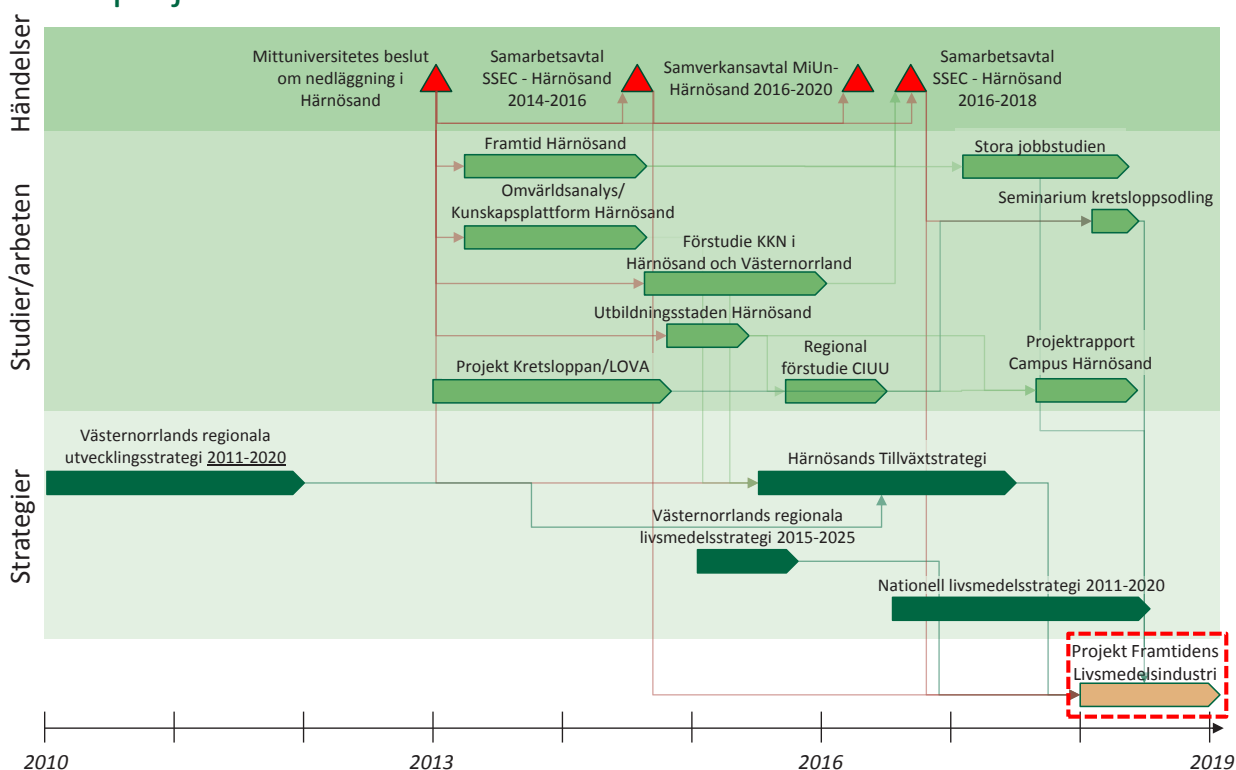 Händelser
Mittuniversitetes beslut
om nedläggning i
Härnösand
Samarbetsavtal
SSEC - Härnösand
2014-2016
Samverkansavtal MiUn-
Härnösand 2016-2020
Samarbetsavtal
SSEC - Härnösand
2016-2018
Studier/arbeten
Framtid Härnösand
Stora jobbstudien
Omvärldsanalys/
Kunskapsplattform Härnösand
Seminarium kretsloppsodling
Förstudie KKN i
Härnösand och Västernorrland
Utbildningsstaden Härnösand
Projekt Kretsloppan/LOVA
Regional
förstudie CIUU
Projektrapport
Campus Härnösand
Strategier
Västernorrlands regionala
utvecklingsstrategi 2011-2020
Härnösands Tillväxtstrategi
Västernorrlands regionala
livsmedelsstrategi 2015-2025
Nationell livsmedelsstrategi 2011-2020
Projekt Framtidens
Livsmedelsindustri
2010
2013
2016
2019